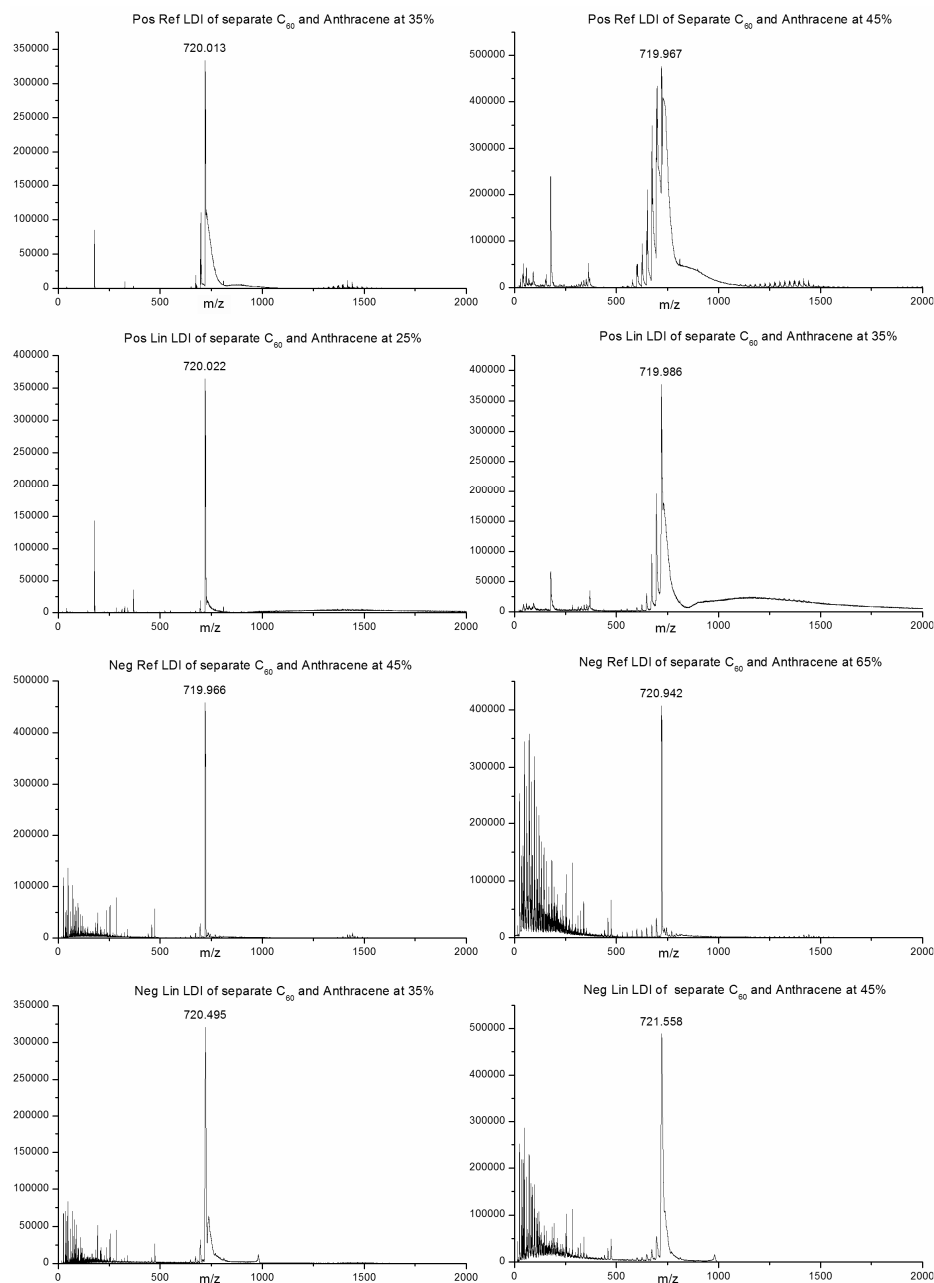 Pos Ref LDI of separate C60 and Anthracene at 35%
720.013
350000
300000
250000
200000
150000
100000
50000
0
0 500 1000 1500 2000
m/z
Pos Ref LDI of Separate C60 and Anthracene at 45%
719.967
500000
400000
300000
200000
100000
0
0 500 1000 1500 2000
m/z
Pos Lin LDI of separate C60 and Anthracene at 25%
720.022
400000
350000
300000
250000
200000
150000
100000
50000
0
0 500 1000 1500 2000
m/z
Pos Lin LDI of separate C60 and Anthracene at 35%
719.986
400000
350000
300000
250000
200000
150000
100000
50000
0
0 500 1000 1500 2000
m/z
Neg Ref LDI of separate C60 and Anthracene at 45%
719.966
500000
400000
300000
200000
100000
0
0 500 1000 1500 2000
m/z
Neg Ref LDI of separate C60 and Anthracene at 65%
720.942
400000
300000
200000
100000
0
0 500 1000 1500 2000
m/z
Neg Lin LDI of separate C60 and Anthracene at 35%
720.495
350000
300000
250000
200000
150000
100000
50000
0
0 500 1000 1500 2000
m/z
Neg Lin LDI of separate C60 and Anthracene at 45%
721.558
500000
400000
300000
200000
100000
0
0 500 1000 1500 2000
m/z